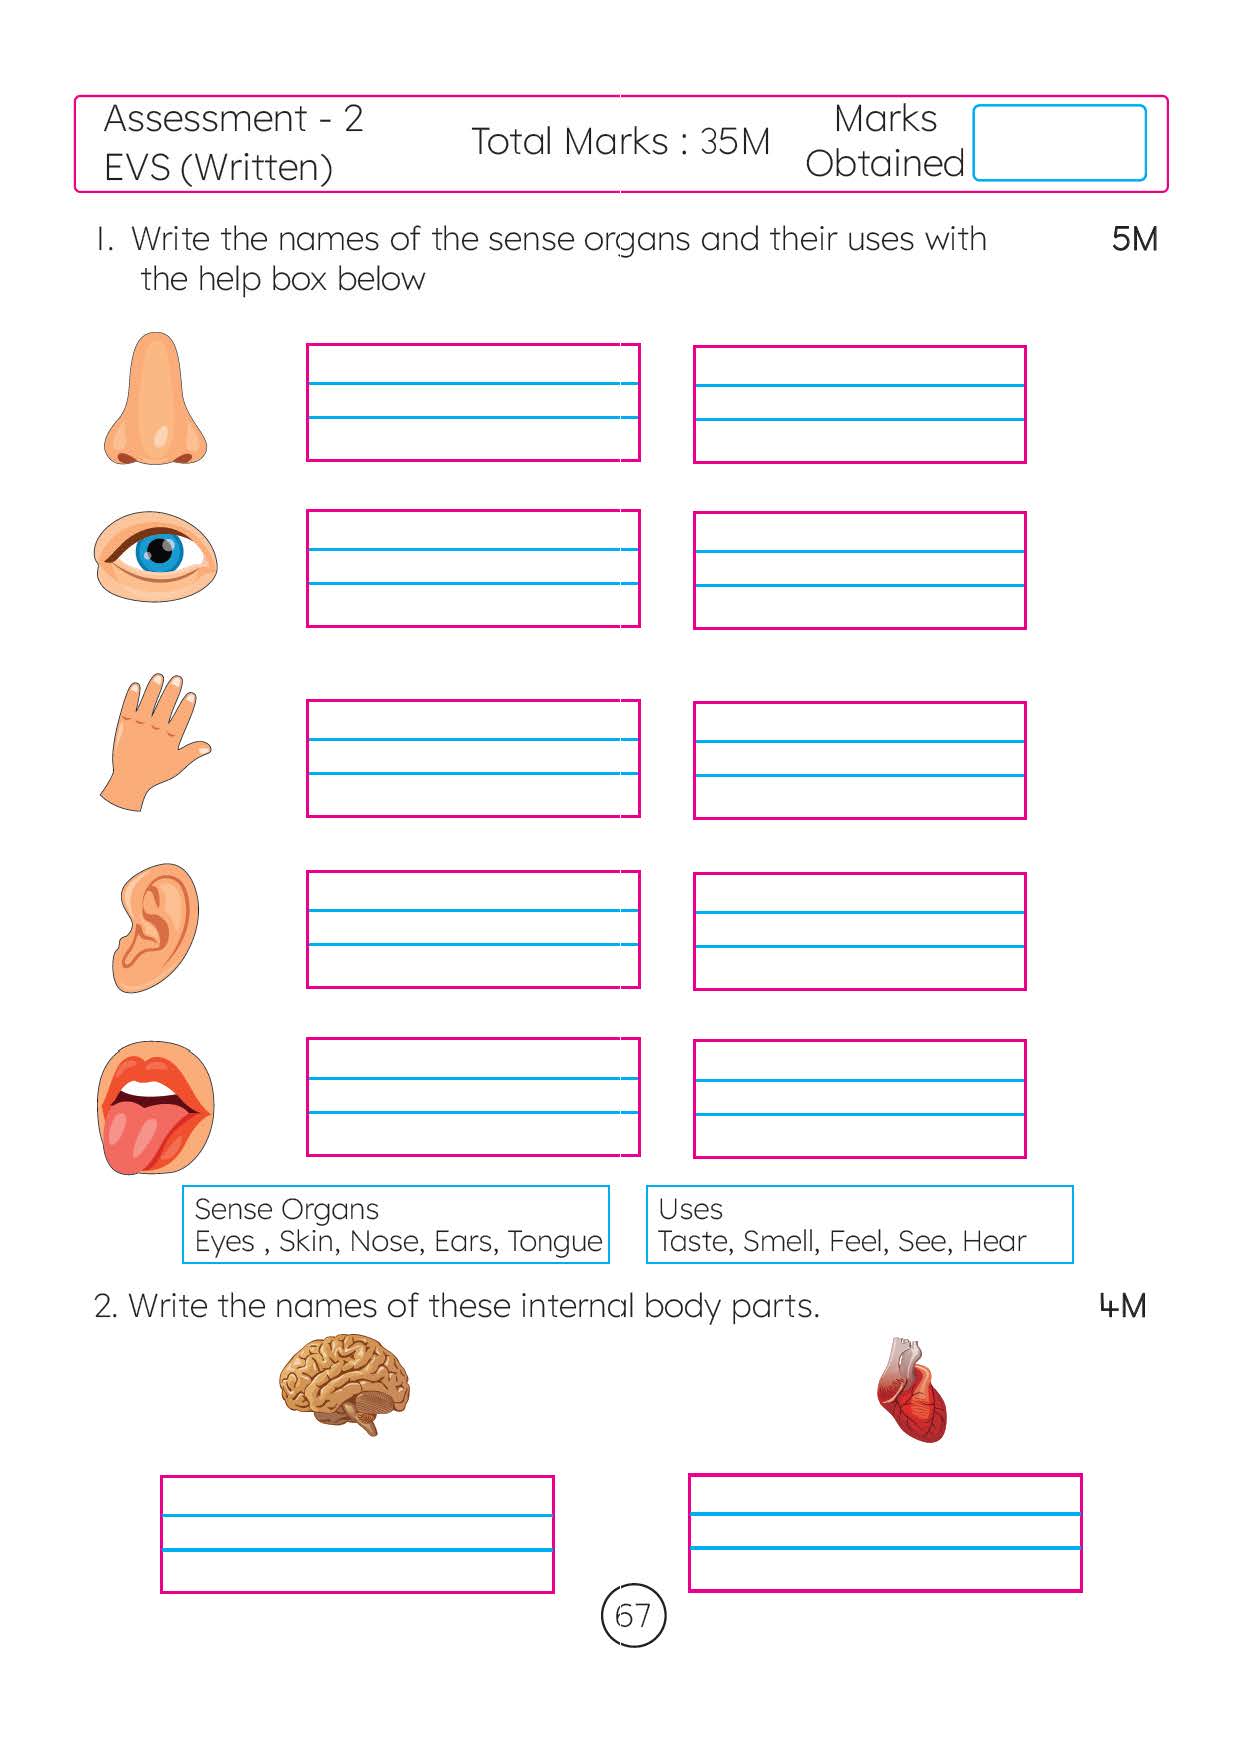 Assessment - 2
EVS (Written)
Total Marks : 35M
Marks
Obtained
1. Write the names of the sense organs and their uses with
the help box below
5M
Sense Organs
Eyes , Skin, Nose, Ears, Tongue
Uses
Taste, Smell, Feel, See, Hear
2. Write the names of these internal body parts.
4M
67